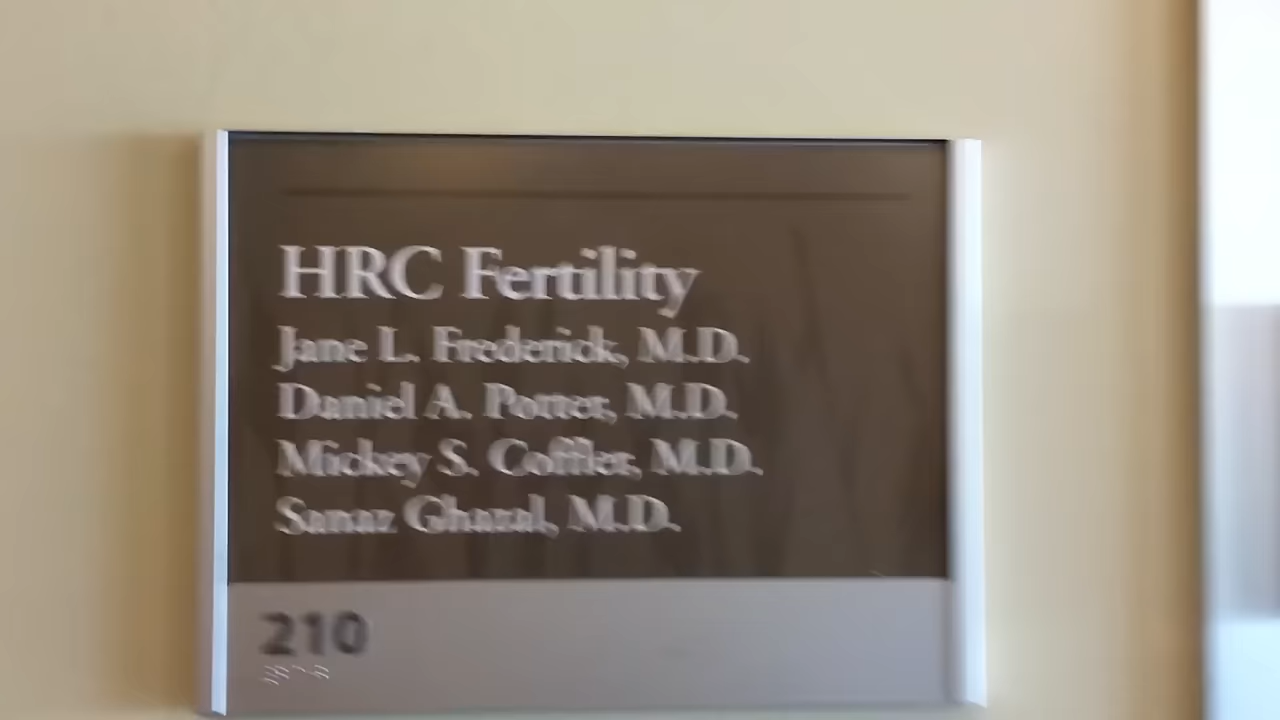 HRC Fertility
Jane L. Frederick, M.D.
Daniel A. Potter, M.D.
Mickey S. Coffler, M.D.
Sanaz Ghazal, M.D.
210